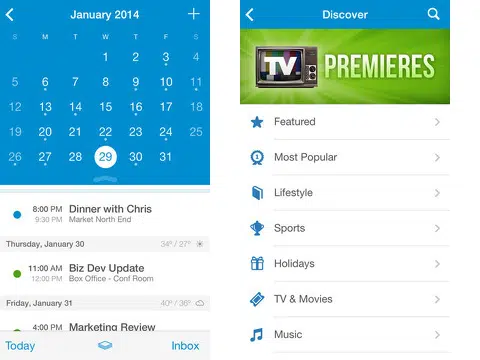 January 2014
S M T W T F S
1 2 3 4
5 6 7 8 9 10 11
12 13 14 15 16 17 18
19 20 21 22 23 24 25
26 27 28 29 30 31
8:00 PM Dinner with Chris
9:30 PM Market North End
Thursday, January 30 34° / 27°
11:00 AM Biz Dev Update
12:00 PM Box Office - Conf Room
Friday, January 31 40° / 36°
4:00 PM Marketing Review
Today Inbox
Discover
TV PREMIERES
Featured
1 Most Popular
Lifestyle
Sports
Holidays
TV & Movies
Music